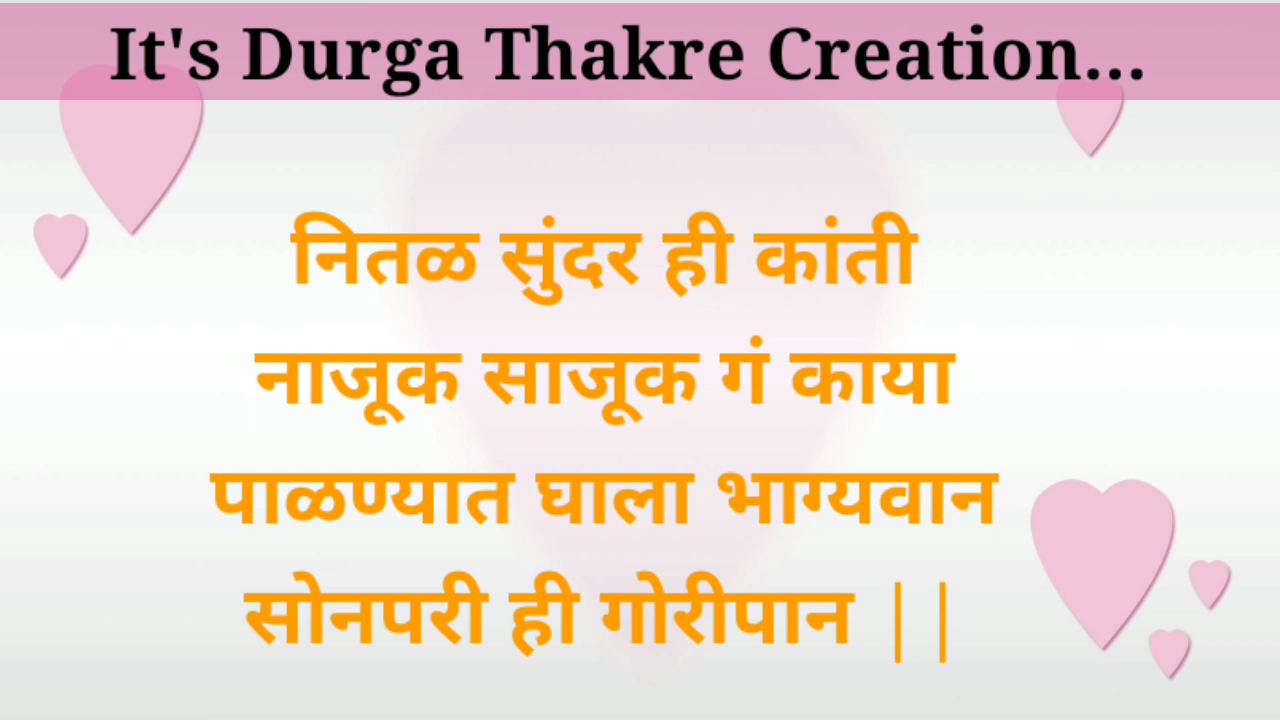 It's Durga Thakre Creation...
नितळ सुंदर ही कांती
नाजूक साजूक गं काया
पाळण्यात घाला भाग्यवान
सोनपरी ही गोरीपान ||